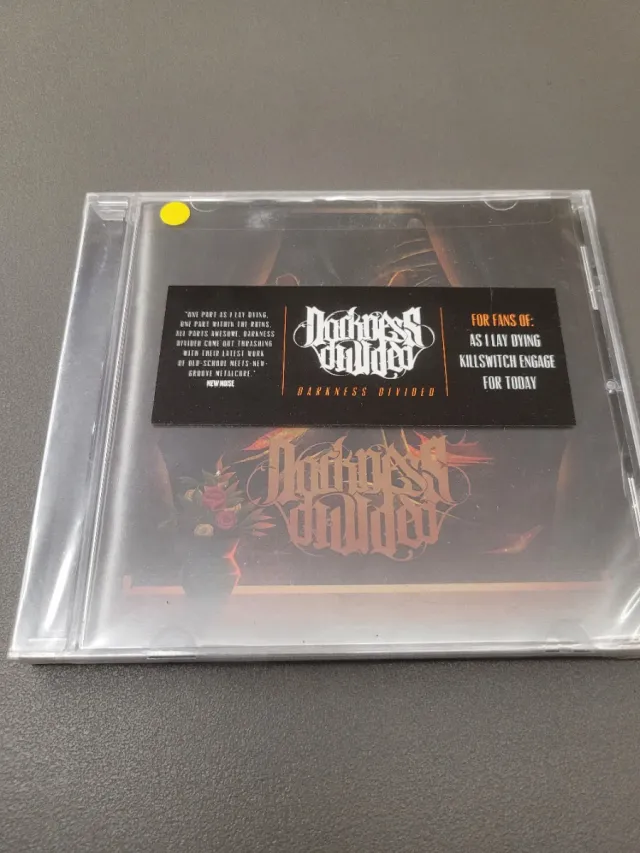 "ONE PART AS I LAY DYING,
ONE PART WITHIN THE RUINS,
ALL PARTS AWESOME, DARKNESS
DIVIDED COME OUT THRASHING
WITH THEIR LATEST WORK
OF OLD-SCHOOL MEETS-NEW-
GROOVE METALCORE."
NEW NOISE
Darkness
divided
DARKNESS DIVIDED
FOR FANS OF:
AS I LAY DYING
KILLSWITCH ENGAGE
FOR TODAY
Darkness
divided